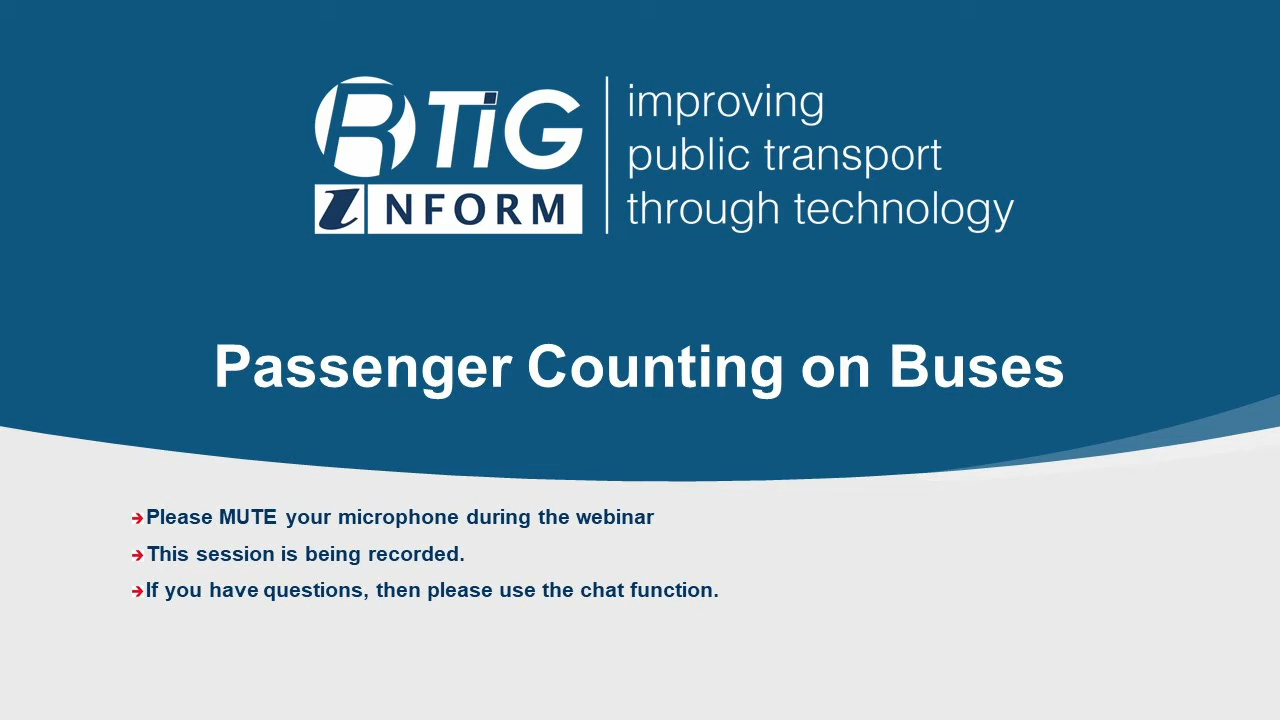 RTiG
iNFORM
improving
public transport
through technology
Passenger Counting on Buses
Please MUTE your microphone during the webinar
This session is being recorded.
If you have questions, then please use the chat function.